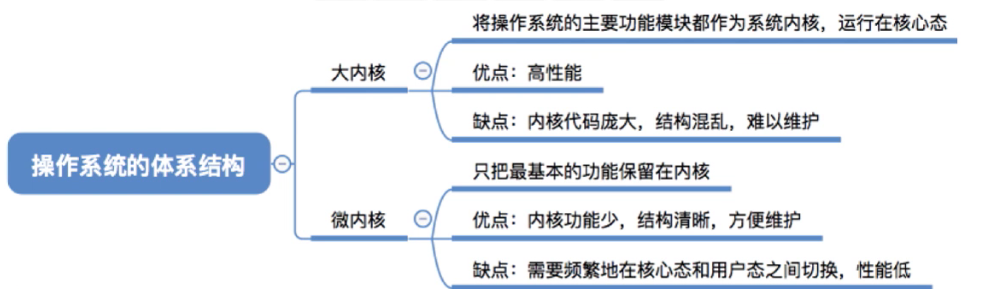 操作系统的体系结构
大内核
将操作系统的主要功能模块都作为系统内核，运行在核心态
优点：高性能
缺点：内核代码庞大，结构混乱，难以维护
微内核
只把最基本的功能保留在内核
优点：内核功能少，结构清晰，方便维护
缺点：需要频繁地在核心态和用户态之间切换，性能低